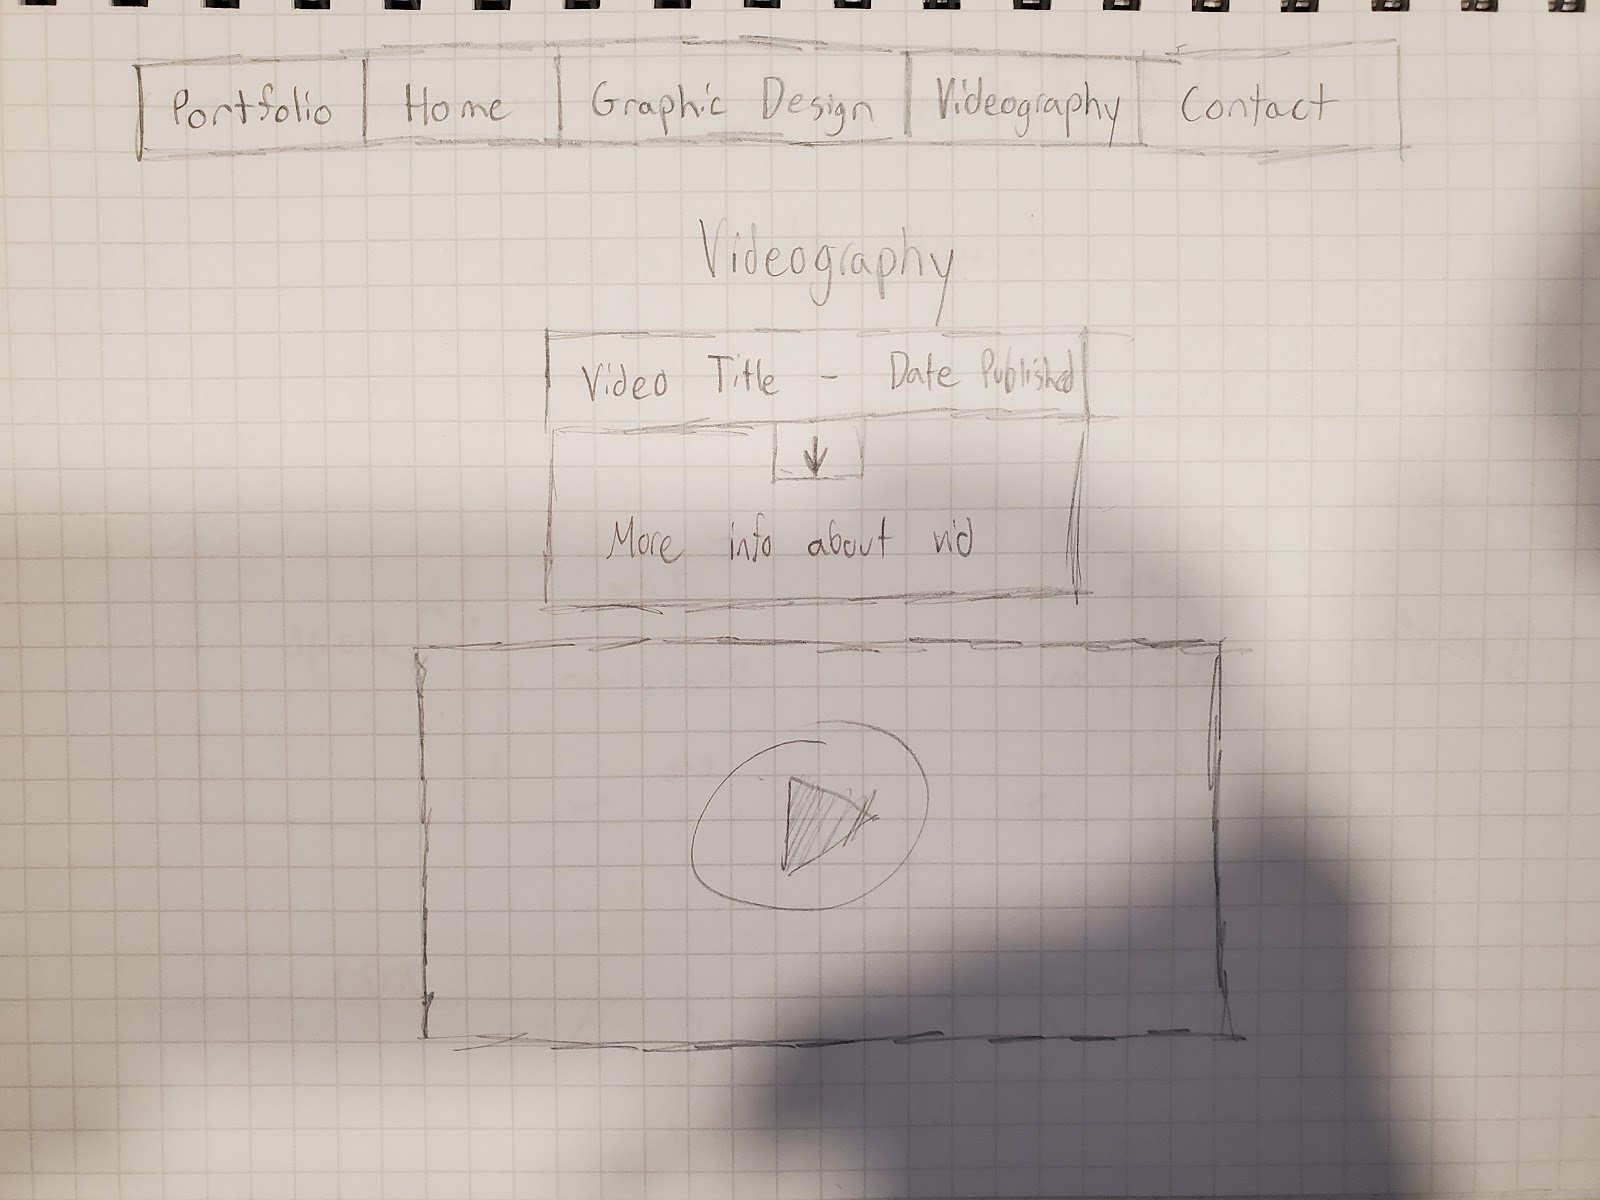 Portfolio Home Graphic Design Videography Contact
Videography
Video Title - Date Published
More info about vid